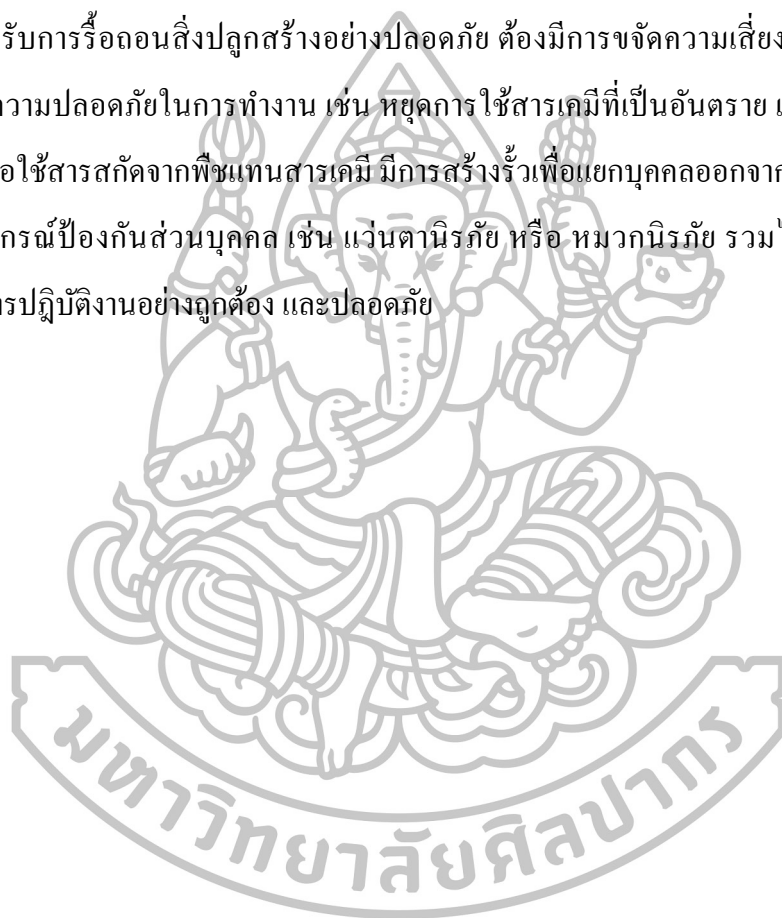 รับการรื้อถอนสิ่งปลูกสร้างอย่างปลอดภัย ต้องมีการขจัดความเสี่ยง
วามปลอดภัยในการทำงาน เช่น หยุดการใช้สารเคมีที่เป็นอันตราย
อใช้สารสกัดจากพืชแทนสารเคมี มีการสร้างรั้วเพื่อแยกบุคคลออกจาก
กรณ์ป้องกันส่วนบุคคล เช่น แว่นตานิรภัย หรือ หมวกนิรภัย รวม
ารปฎิบัติงานอย่างถูกต้อง และปลอดภัย
มหาวิทยาลัยศิลปากร